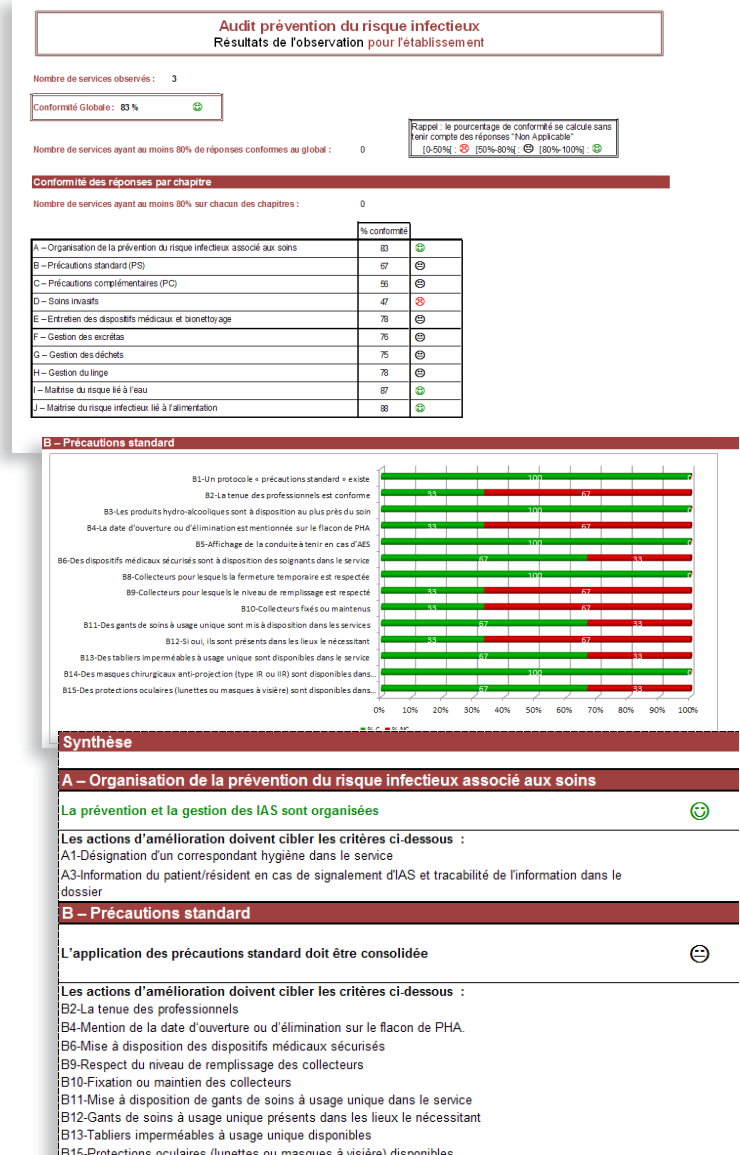 Audit prévention du risque infectieux
Résultats de l'observation pour l'établissement
Nombre de services observés : 3
Conformité Globale : 83 %
Rappel : le pourcentage de conformité se calcule sans
tenir compte des réponses "Non Applicable"
[0-50%[ : [50%-80%[ : [80%-100%] :
Nombre de services ayant au moins 80% de réponses conformes au global : 0
Conformité des réponses par chapitre
Nombre de services ayant au moins 80% sur chacun des chapitres : 0
% conformité
A – Organisation de la prévention du risque infectieux associé aux soins 83
B – Précautions standard (PS) 67
C – Précautions complémentaires (PC) 56
D – Soins invasifs 47
E – Entretien des dispositifs médicaux et bionettoyage 78
F – Gestion des excrétas 76
G – Gestion des déchets 75
H – Gestion du linge 78
I – Maitrise du risque lié à l'eau 87
J – Maitrise du risque infectieux lié à l'alimentation 88
B – Précautions standard
B1-Un protocole « précautions standard » existe 100 0
B2-La tenue des professionnels est conforme 33 67
B3-Les produits hydro-alcooliques sont à disposition au plus près du soin 100 0
B4-La date d'ouverture ou d'élimination est mentionnée sur le flacon de PHA 33 67
B5-Affichage de la conduite à tenir en cas d'AES 100 0
B6-Des dispositifs médicaux sécurisés sont à disposition des soignants dans le service 67 33
B8-Collecteurs pour lesquels la fermeture temporaire est respectée 100 0
B9-Collecteurs pour lesquels le niveau de remplissage est respecté 33 67
B10-Collecteurs fixés ou maintenus 33 67
B11-Des gants de soins à usage unique sont mis à disposition dans les services 67 33
B12-Si oui, ils sont présents dans les lieux le nécessitant 33 67
B13-Des tabliers imperméables à usage unique sont disponibles dans le service 67 33
B14-Des masques chirurgicaux anti-projection (type IR ou IIR) sont disponibles dans... 100 0
B15-Des protections oculaires (lunettes ou masques à visière) sont disponibles dans... 67 33
0% 10% 20% 30% 40% 50% 60% 70% 80% 90% 100%
% C % NC
Synthèse
A – Organisation de la prévention du risque infectieux associé aux soins
La prévention et la gestion des IAS sont organisées
Les actions d'amélioration doivent cibler les critères ci-dessous :
A1-Désignation d'un correspondant hygiène dans le service
A3-Information du patient/résident en cas de signalement d'IAS et tracabilité de l'information dans le
dossier
B – Précautions standard
L'application des précautions standard doit être consolidée
Les actions d'amélioration doivent cibler les critères ci-dessous :
B2-La tenue des professionnels
B4-Mention de la date d'ouverture ou d'élimination sur le flacon de PHA.
B6-Mise à disposition des dispositifs médicaux sécurisés
B9-Respect du niveau de remplissage des collecteurs
B10-Fixation ou maintien des collecteurs
B11-Mise à disposition de gants de soins à usage unique dans le service
B12-Gants de soins à usage unique présents dans les lieux le nécessitant
B13-Tabliers imperméables à usage unique disponibles
B15-Protections oculaires (lunettes ou masques à visière) disponibles